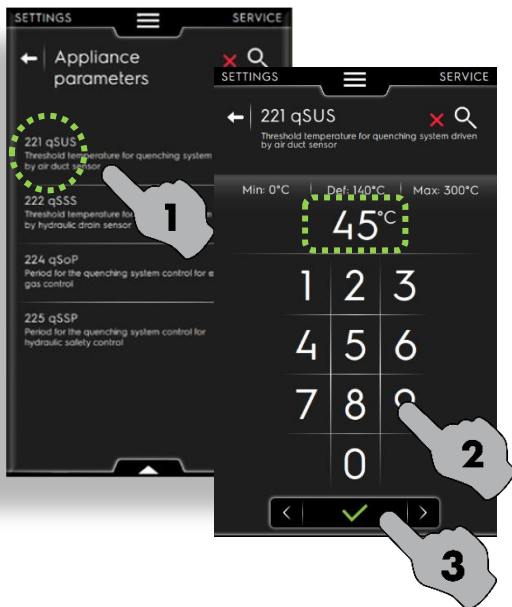 SETTINGS
SERVICE
Appliance
parameters
221 qSUS
Threshold temperature for quenching system
by air duct sensor
222 qSSS
Threshold temperature for
by hydraulic drain sensor
224 qSoP
Period for the quenching system control for
gas control
225 qSSP
Period for the quenching system control for
hydraulic safety control
1
SETTINGS
SERVICE
221 qSUS
Threshold temperature for quenching system driven
by air duct sensor
Min: 0°C
Def: 140°C
Max: 300°C
45°C
1 2 3
4 5 6
7 8 9
0
2
3